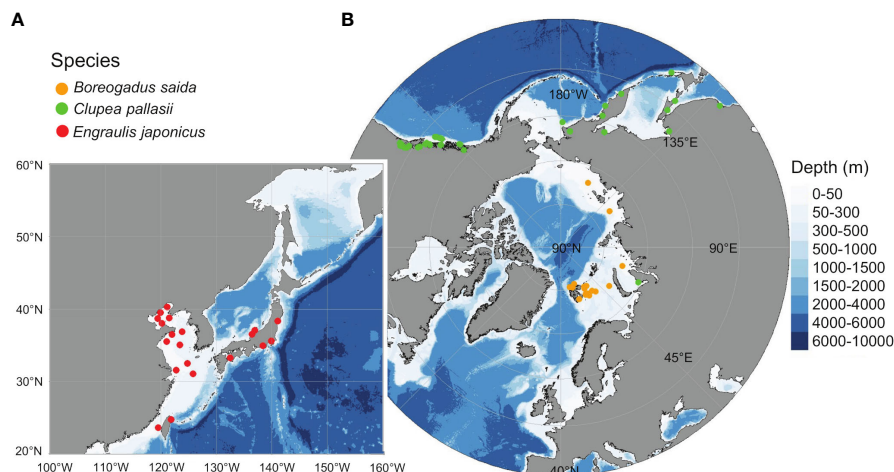 A
B
Species
Boreogadus saida
Clupea pallasii
Engraulis japonicus
180°W
135°E
90°N
90°E
45°E
40°N
60°N
50°N
40°N
30°N
20°N
100°W 110°W 120°W 130°W 140°W 150°W 160°W
Depth (m)
0-50
50-300
300-500
500-1000
1000-1500
1500-2000
2000-4000
4000-6000
6000-10000